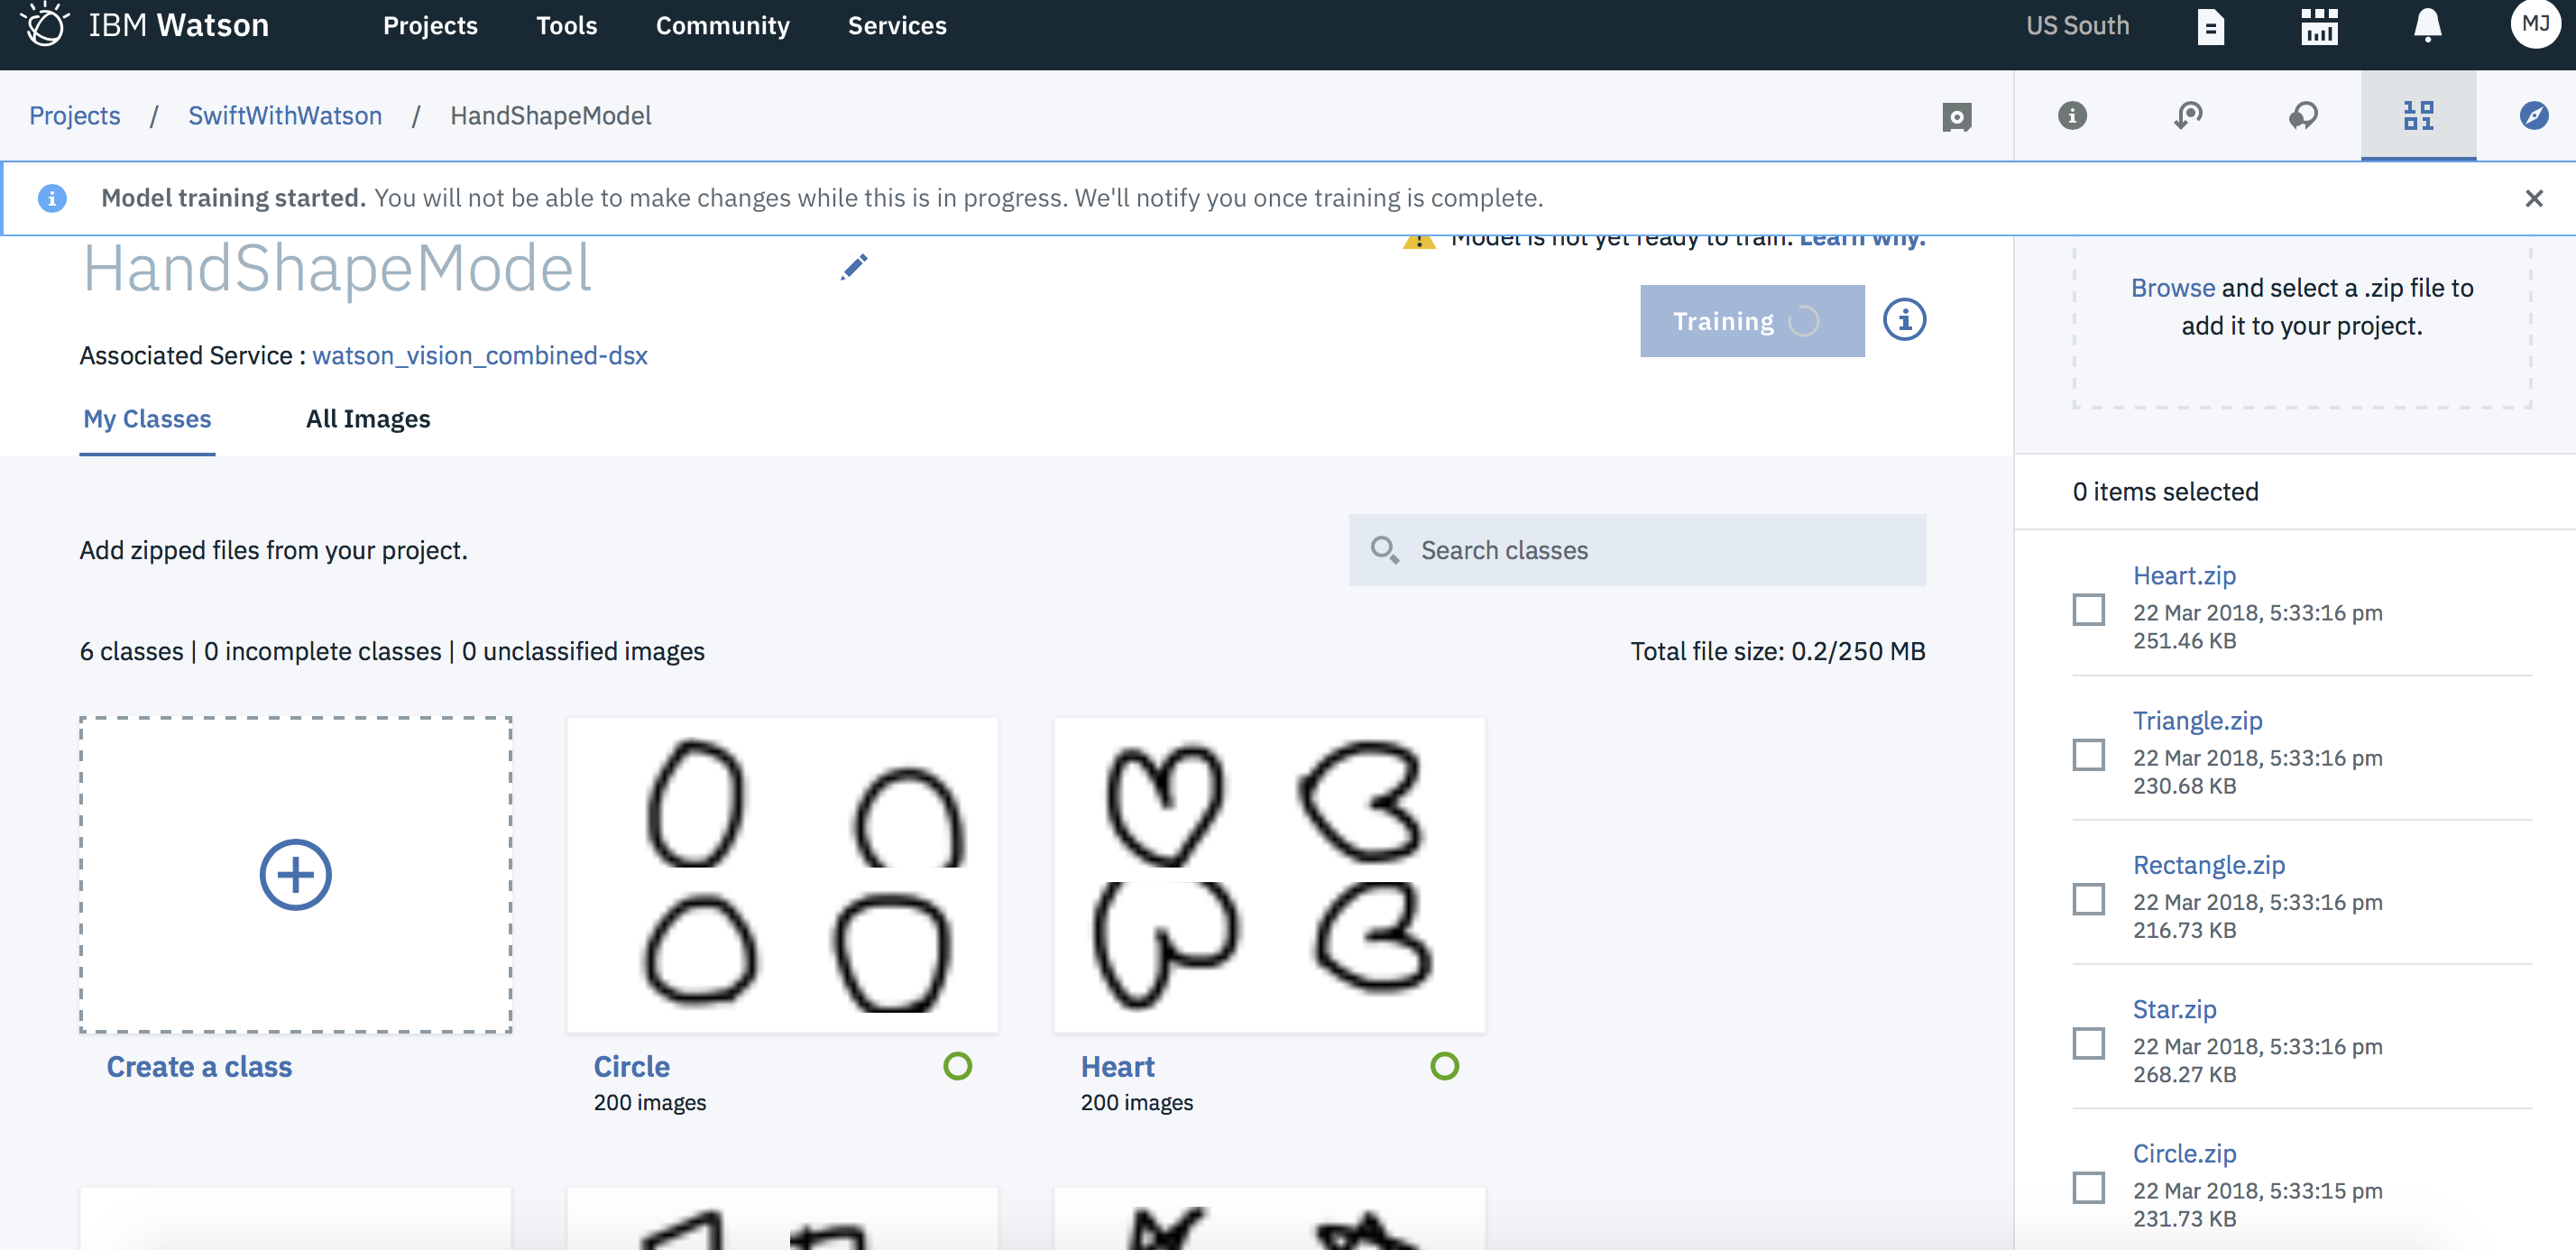 IBM Watson Projects Tools Community Services US South MJ
Projects / SwiftWithWatson / HandShapeModel
Model training started. You will not be able to make changes while this is in progress. We'll notify you once training is complete.
HandShapeModel
Model is not yet ready to train. Learn why.
Training
Associated Service : watson_vision_combined-dsx
My Classes All Images
Add zipped files from your project.
Search classes
6 classes | 0 incomplete classes | 0 unclassified images
Total file size: 0.2/250 MB
Create a class
Circle
200 images
Heart
200 images
Browse and select a .zip file to
add it to your project.
0 items selected
Heart.zip
22 Mar 2018, 5:33:16 pm
251.46 KB
Triangle.zip
22 Mar 2018, 5:33:16 pm
230.68 KB
Rectangle.zip
22 Mar 2018, 5:33:16 pm
216.73 KB
Star.zip
22 Mar 2018, 5:33:16 pm
268.27 KB
Circle.zip
22 Mar 2018, 5:33:15 pm
231.73 KB